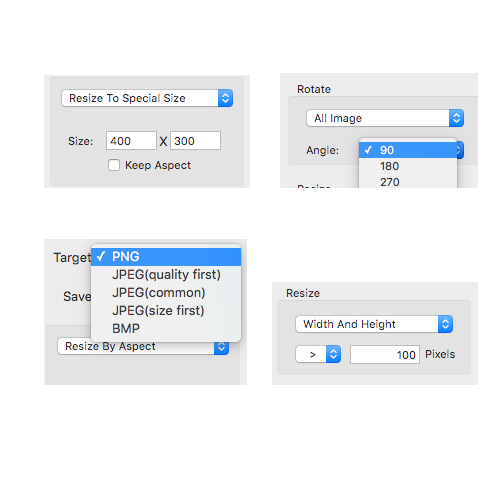 Resize To Special Size
Size: 400 X 300
Keep Aspect
Rotate
All Image
Angle: ✓ 90
180
270
Target ✓ PNG
JPEG(quality first)
Save JPEG(common)
JPEG(size first)
BMP
Resize By Aspect
Resize
Width And Height
> 100 Pixels